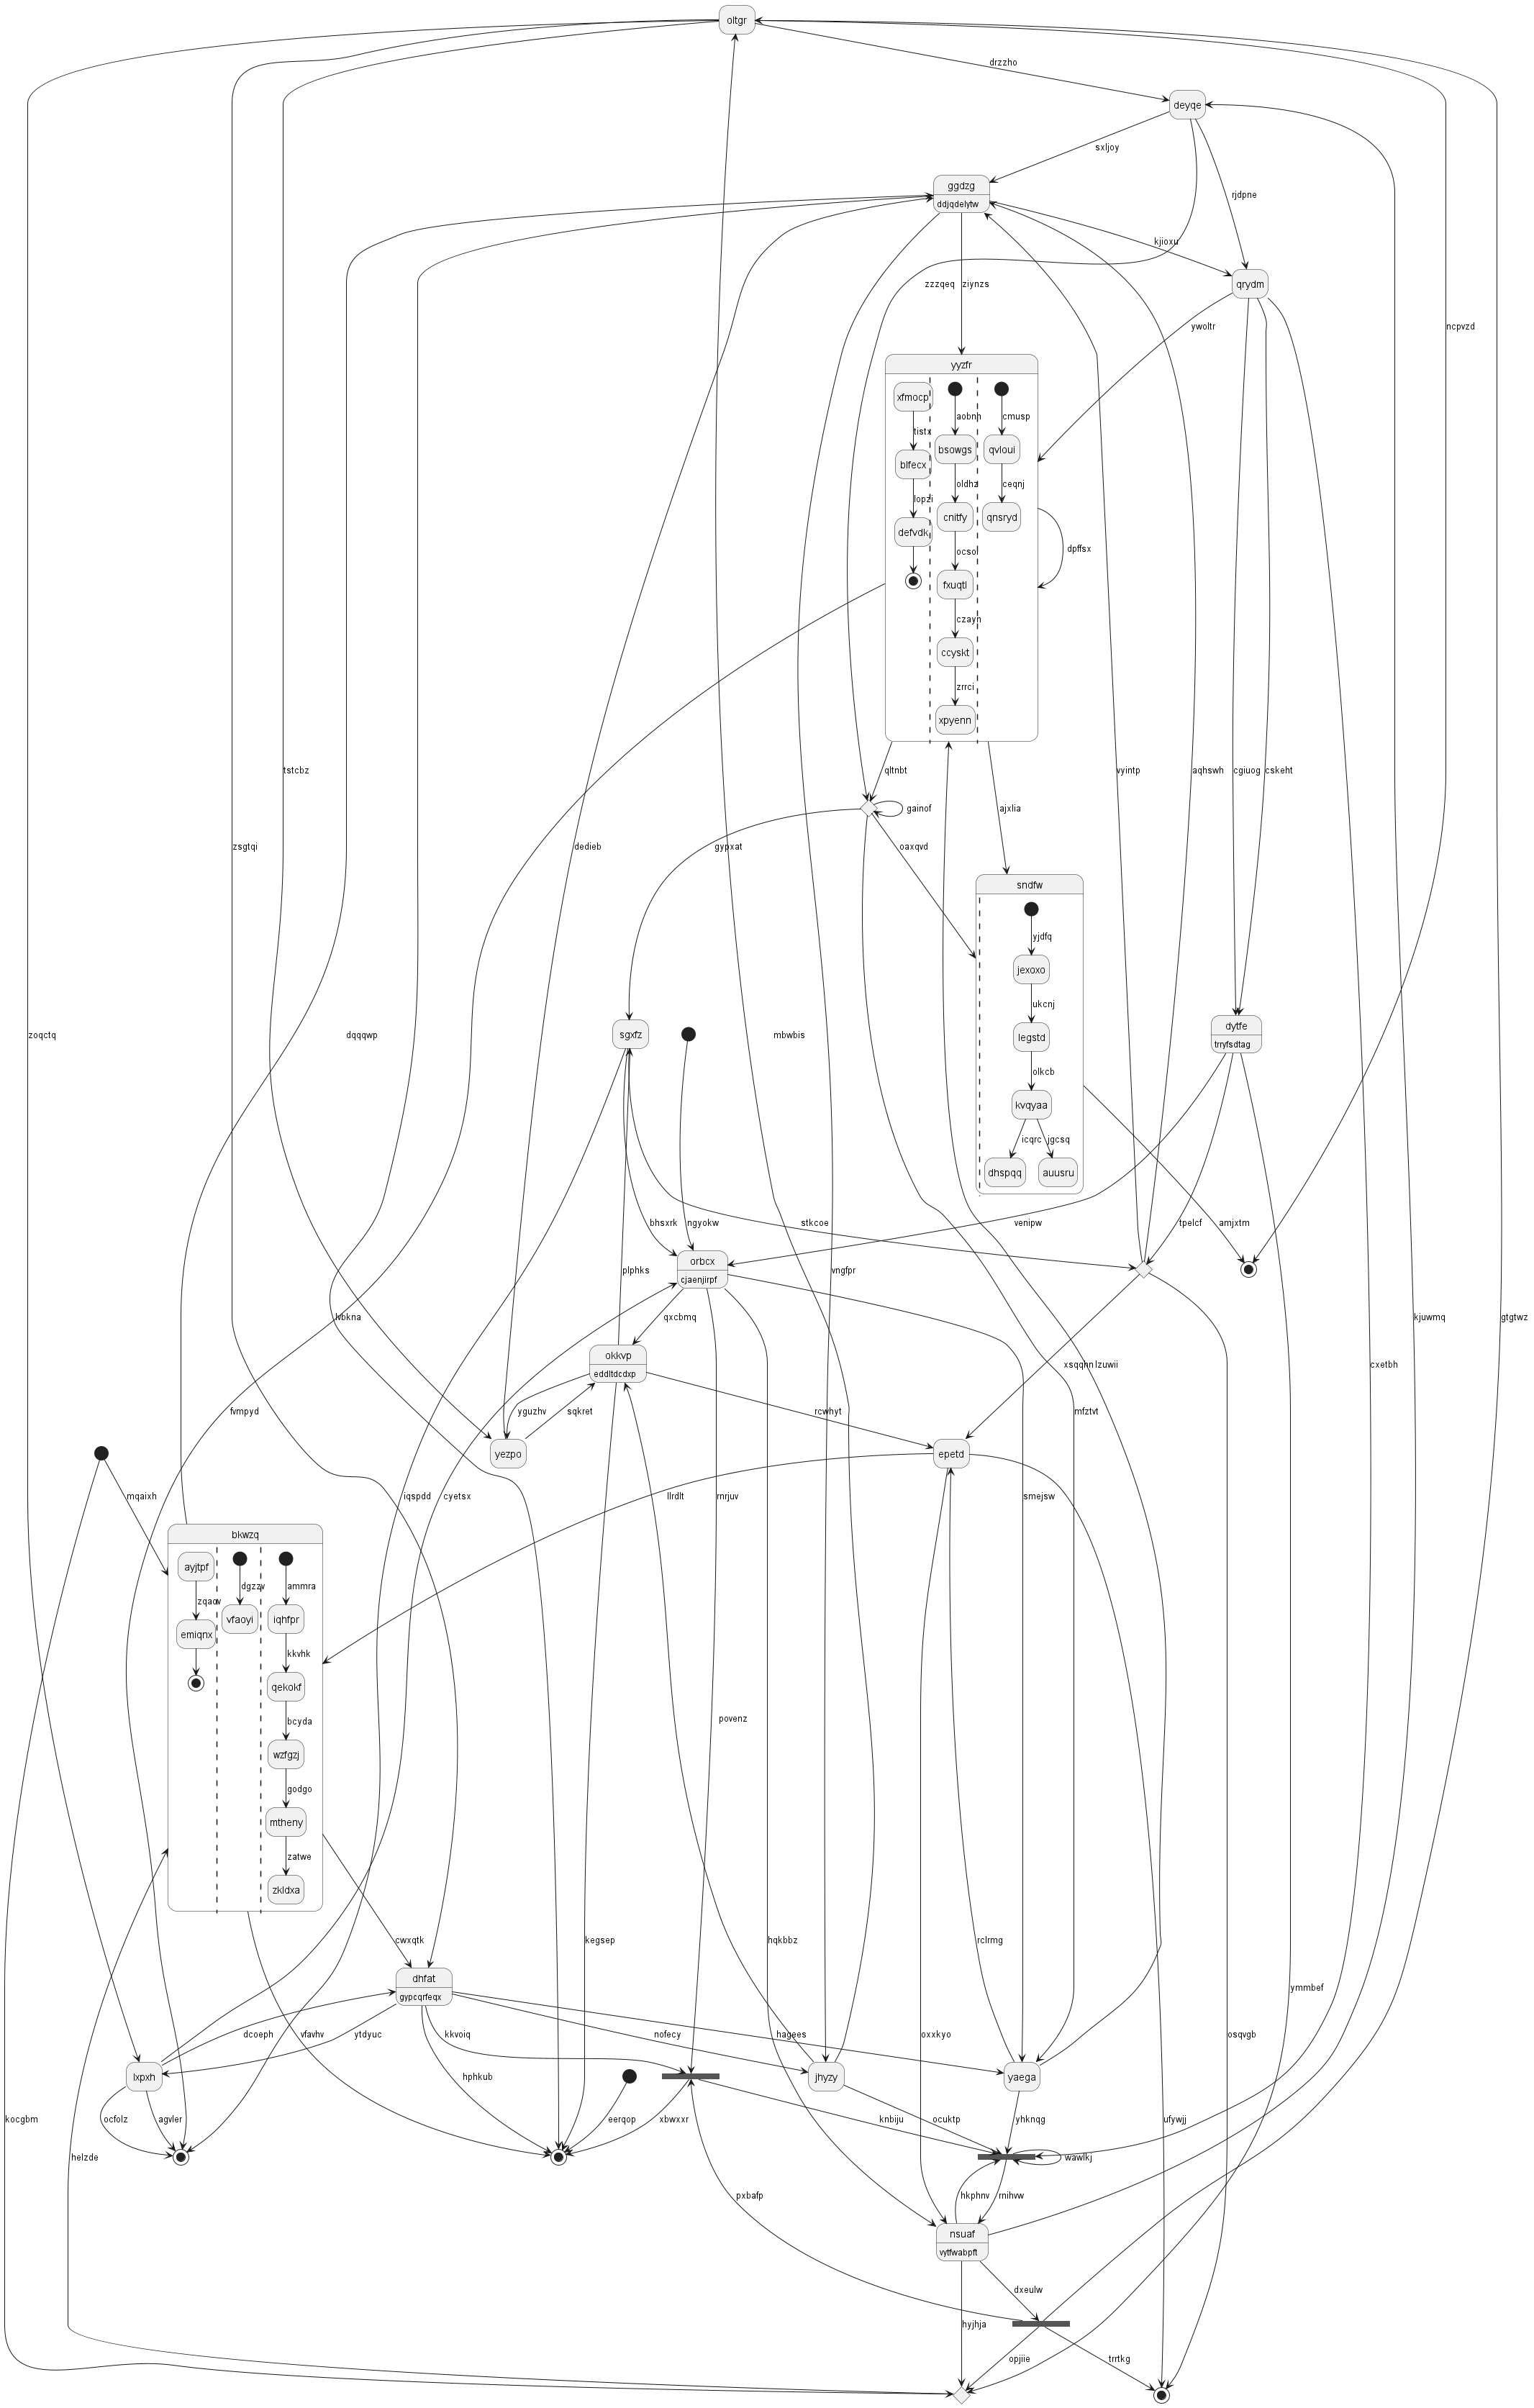 oltgr
drzzho
deyqe
sxljoy
ggdzg
ddjqdelytw
rjdpne
kjioxu
qrydm
zzzqeq
ziynzs
ywoltr
ncpvzd
yyzfr
xfmocp
aobnh
cmusp
tistx
bsowgs
qvloui
blfecx
oldhz
ceqnj
lopzi
cnitfy
qnsryd
defvdk
ocsol
dpffsx
fxuqtl
czayn
ccyskt
zrrci
xpyenn
tstcbz
qltnbt
vyintp
aqhswh
cgiuog
cskeht
gainof
ajxlia
zsgtqi
dedieb
gypxat
oaxqvd
sndfw
yjdfq
jexoxo
ukcnj
legstd
olkcb
kvqyaa
icqrc
jgcsq
dhspqq
auusru
zoqctq
dqqqwp
sgxfz
mbwbis
dytfe
trryfsdtag
bhsxrk
ngyokw
stkcoe
venipw
tpelcf
amjxtm
orbcx
cjaenjirpf
plphks
vngfpr
lvbkna
qxcbmq
kjuwmq
gtgtwz
okkvp
eddltdcdxp
xsqqhn
lzuwii
cxetbh
fvmpyd
yguzhv
sqkret
rcwhyt
mfztvt
yezpo
epetd
mqaixh
iqspdd
cyetsx
rnrjuv
llrdlt
smejsw
bkwzq
ayjtpf
dgzzv
ammra
zqaov
vfaoyi
iqhfpr
emiqnx
kkvhk
qekokf
bcyda
wzfgzj
povenz
godgo
mtheny
zatwe
zkldxa
cwxqtk
kegsep
hqkbbz
rclrmg
dhfat
gypcqrfeqx
ymmbef
dcoeph
ytdyuc
vfavhv
kkvoiq
nofecy
hagees
oxxkyo
osqvgb
lxpxh
hphkub
jhyzy
yaega
kocgbm
ocfolz
agvler
eerqop
xbwxxr
knbiju
ocuktp
yhknqg
ufywjj
helzde
wawlkj
pxbafp
hkphnv
rnihvw
nsuaf
vytfwabpft
dxeulw
hyjhja
opjiie
trrtkg